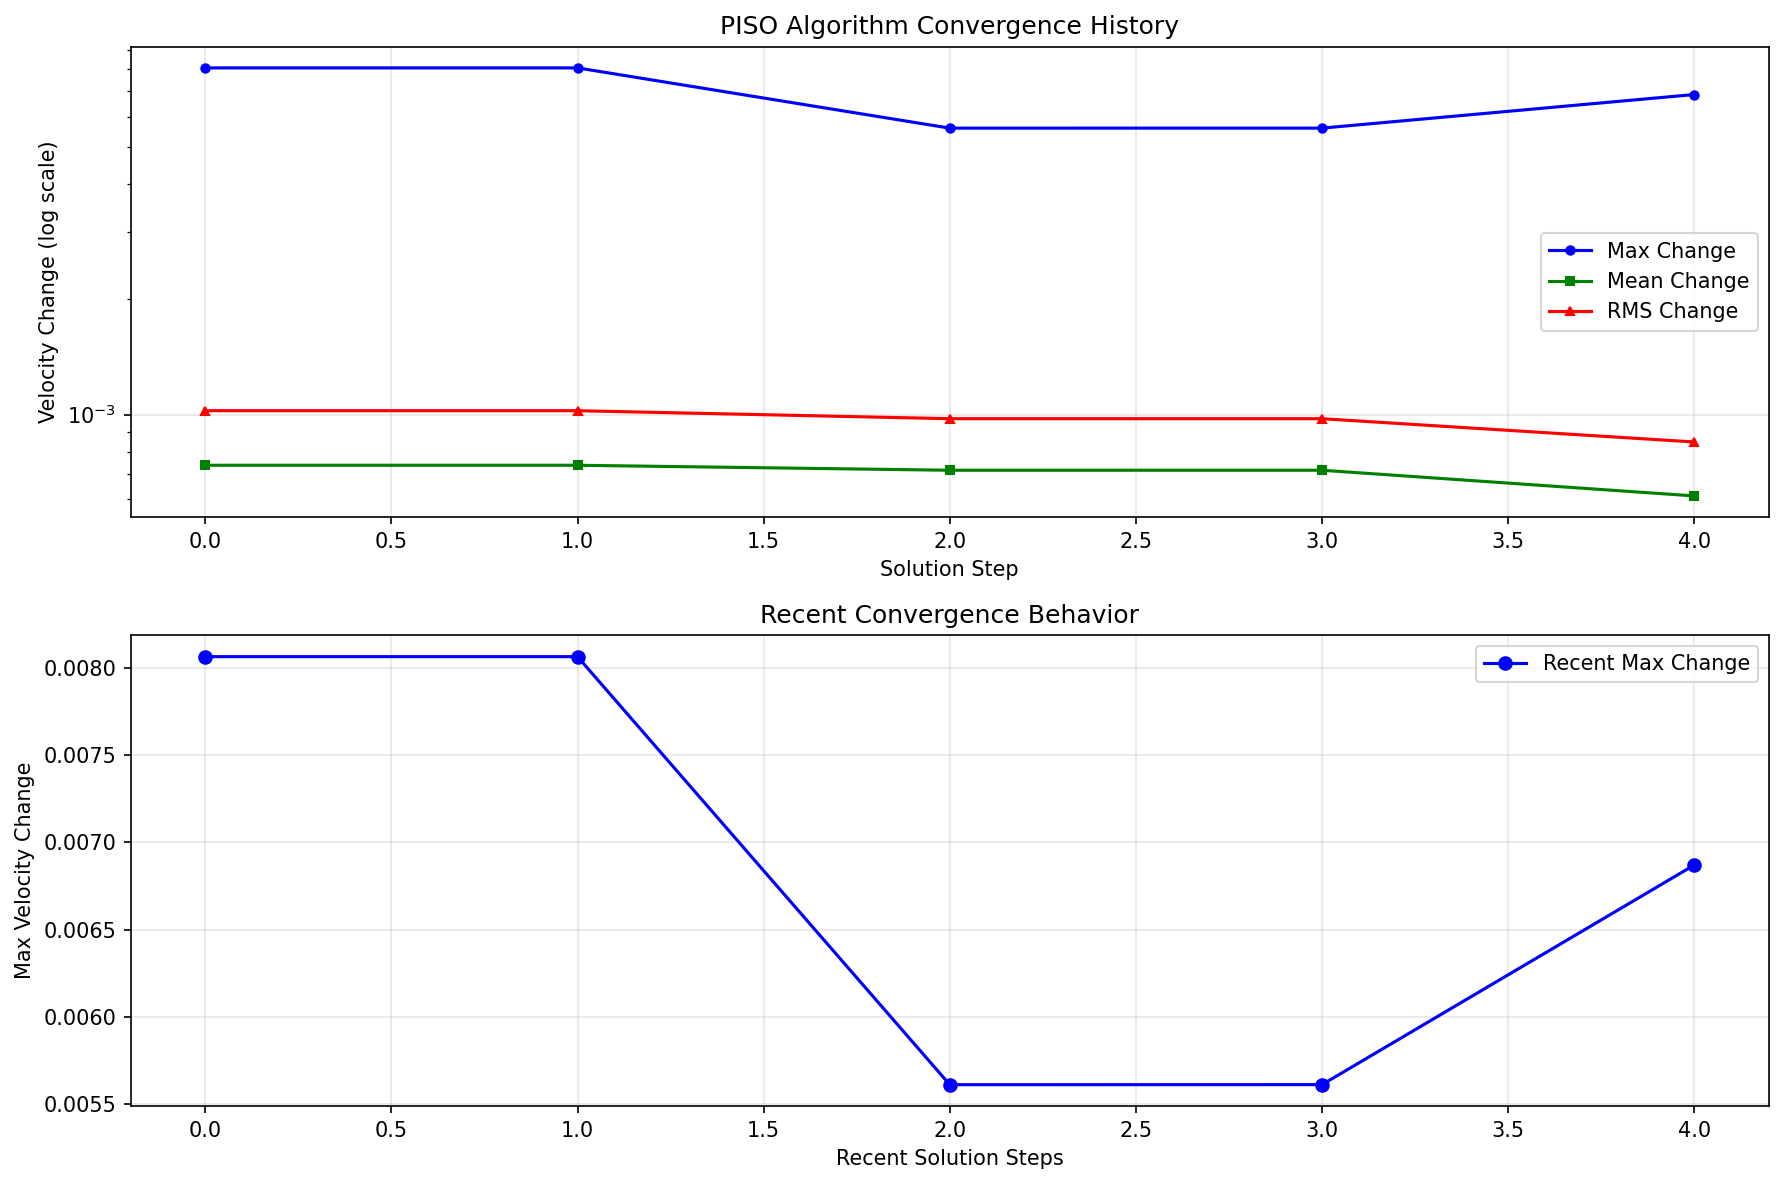 PISO Algorithm Convergence History
Velocity Change (log scale)
10⁻³
Max Change
Mean Change
RMS Change
0.0 0.5 1.0 1.5 2.0 2.5 3.0 3.5 4.0
Solution Step
Recent Convergence Behavior
Max Velocity Change
0.0080
0.0075
0.0070
0.0065
0.0060
0.0055
Recent Max Change
0.0 0.5 1.0 1.5 2.0 2.5 3.0 3.5 4.0
Recent Solution Steps